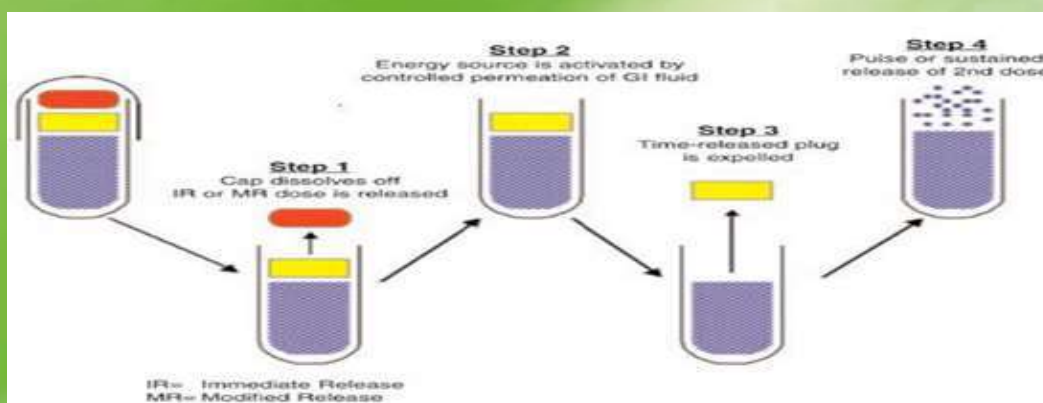 Step 1
Cap dissolves off
IR or MR dose is released
Step 2
Energy source is activated by
controlled permeation of GI fluid
Step 3
Time-released plug
is expelled
Step 4
Pulse or sustained
release of 2nd dose
IR= Immediate Release
MR= Modified Release